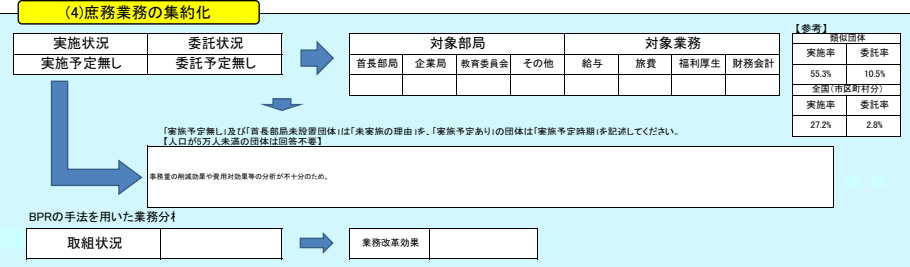 (4)庶務業務の集約化
【参考】
実施状況 委託状況
実施予定無し 委託予定無し
対象部局 対象業務
首長部局 企業局 教育委員会 その他 給与 旅費 福利厚生 財務会計
類似団体
実施率 委託率
55.3% 10.5%
全国(市区町村分)
実施率 委託率
27.2% 2.8%
「実施予定無し」及び「首長部局未設置団体」は「未実施の理由」を、「実施予定あり」の団体は「実施予定時期」を記述してください。
【人口が5万人未満の団体は回答不要】
事務量の削減効果や費用対効果等の分析が不十分のため。
BPRの手法を用いた業務分析
取組状況 業務改革効果